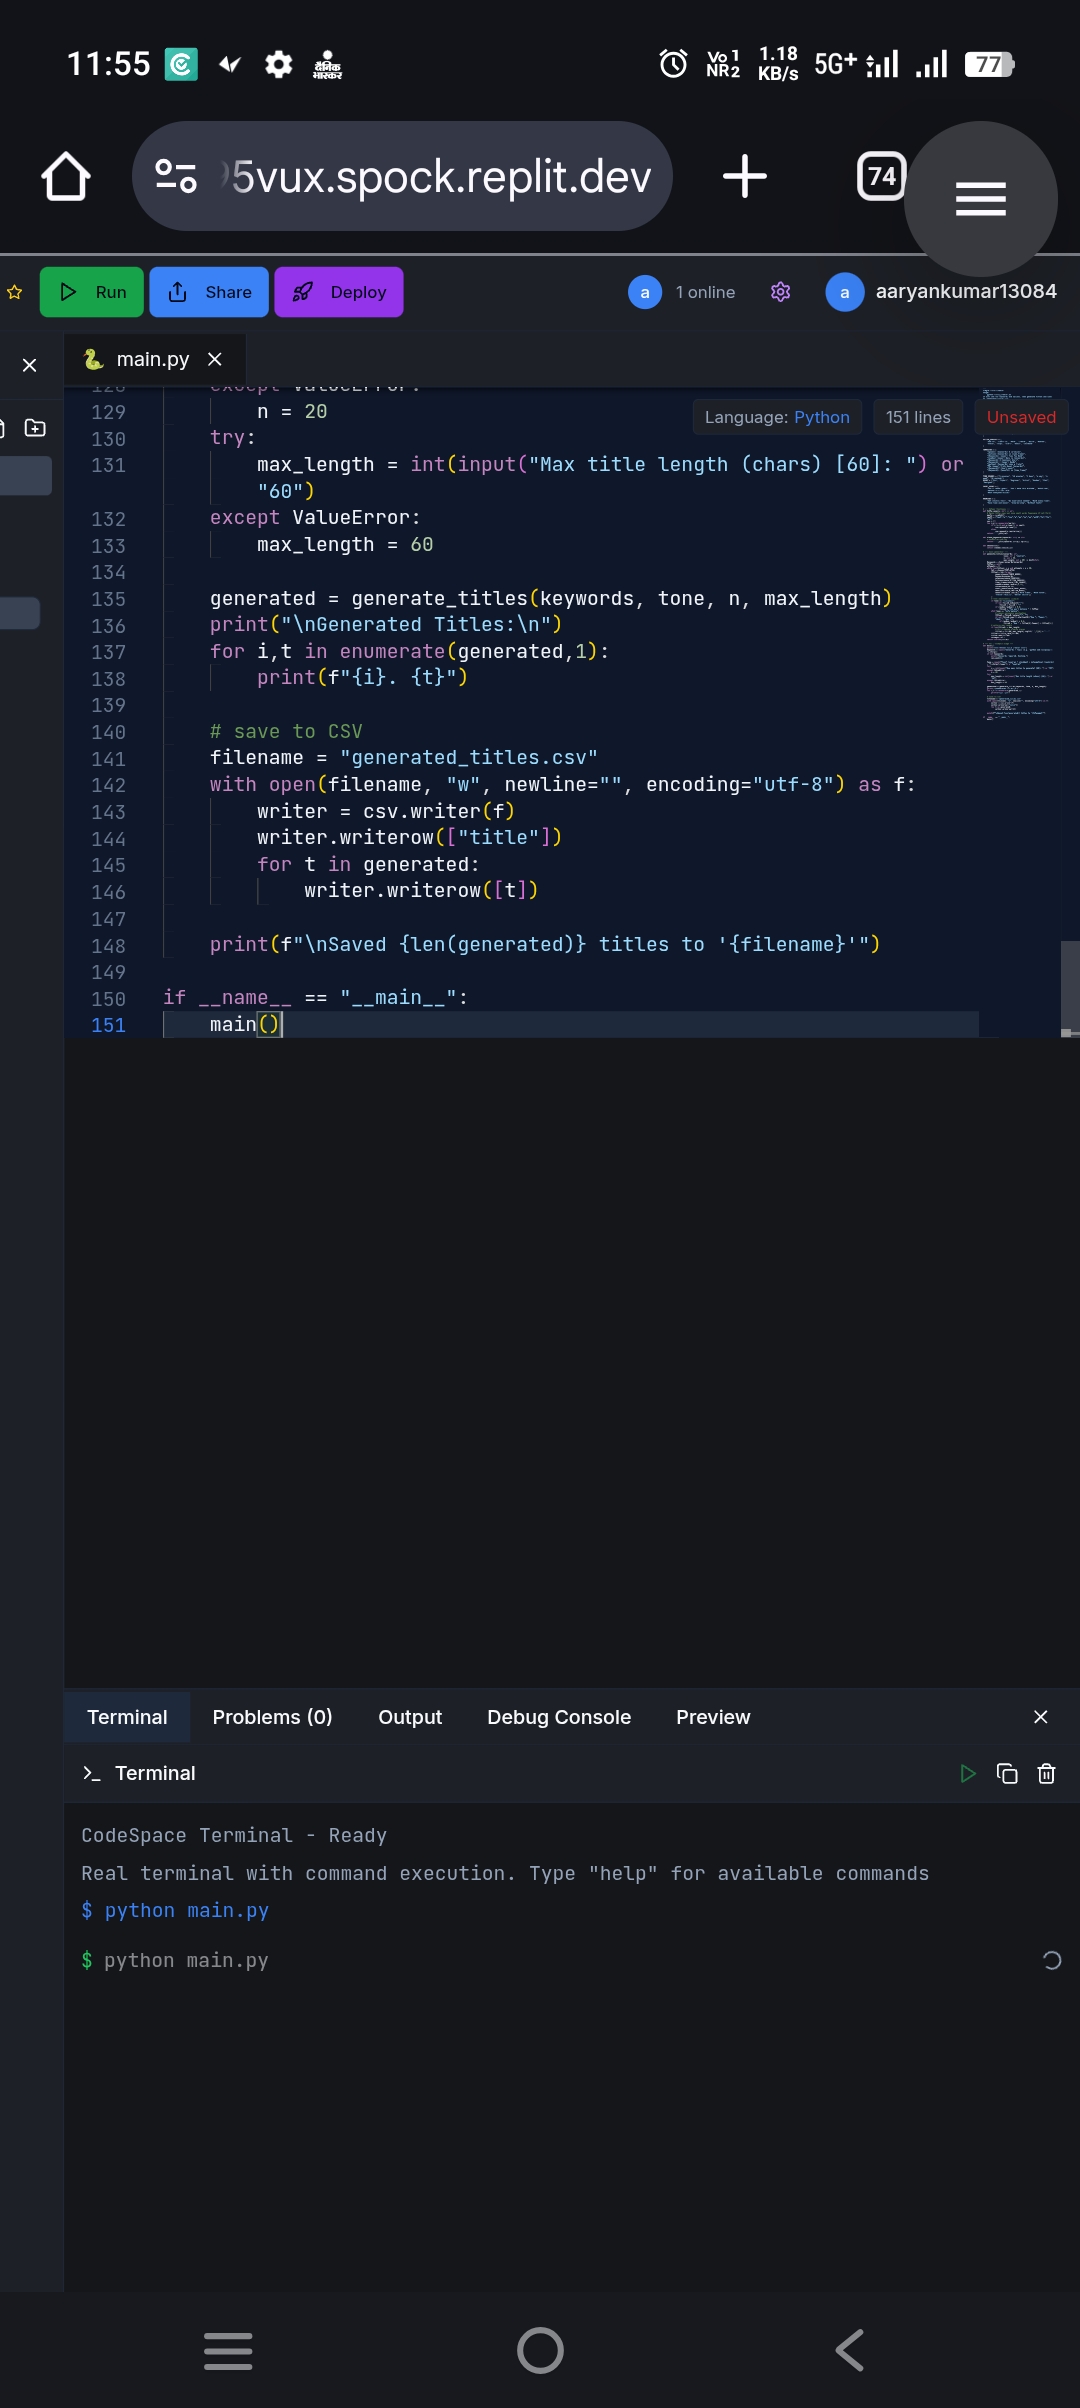 11:55
दैनिक
भास्कर
Vo 1
NR2
1.18
KB/s
5G+
77
5vux.spock.replit.dev
74
Run
Share
Deploy
a
1 online
a
aaryankumar13084
main.py
Language: Python
151 lines
Unsaved
128 except ValueError:
129 n = 20
130 try:
131 max_length = int(input("Max title length (chars) [60]: ") or
"60")
132 except ValueError:
133 max_length = 60
134
135 generated = generate_titles(keywords, tone, n, max_length)
136 print("\nGenerated Titles:\n")
137 for i,t in enumerate(generated,1):
138 print(f"{i}. {t}")
139
140 # save to CSV
141 filename = "generated_titles.csv"
142 with open(filename, "w", newline="", encoding="utf-8") as f:
143 writer = csv.writer(f)
144 writer.writerow(["title"])
145 for t in generated:
146 writer.writerow([t])
147
148 print(f"\nSaved {len(generated)} titles to '{filename}'")
149
150 if __name__ == "__main__":
151 main()
Terminal
Problems (0)
Output
Debug Console
Preview
Terminal
CodeSpace Terminal - Ready
Real terminal with command execution. Type "help" for available commands
$ python main.py
$ python main.py